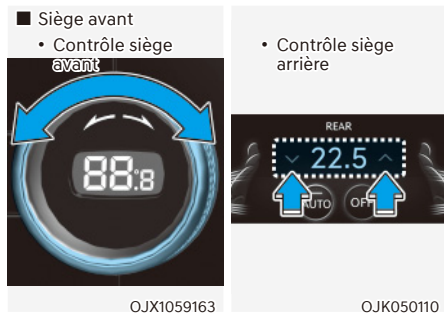 ■ Siège avant
• Contrôle siège
avant
• Contrôle siège
arrière
88.8
REAR
22.5
AUTO
OFF
OJX1059163
OJK050110